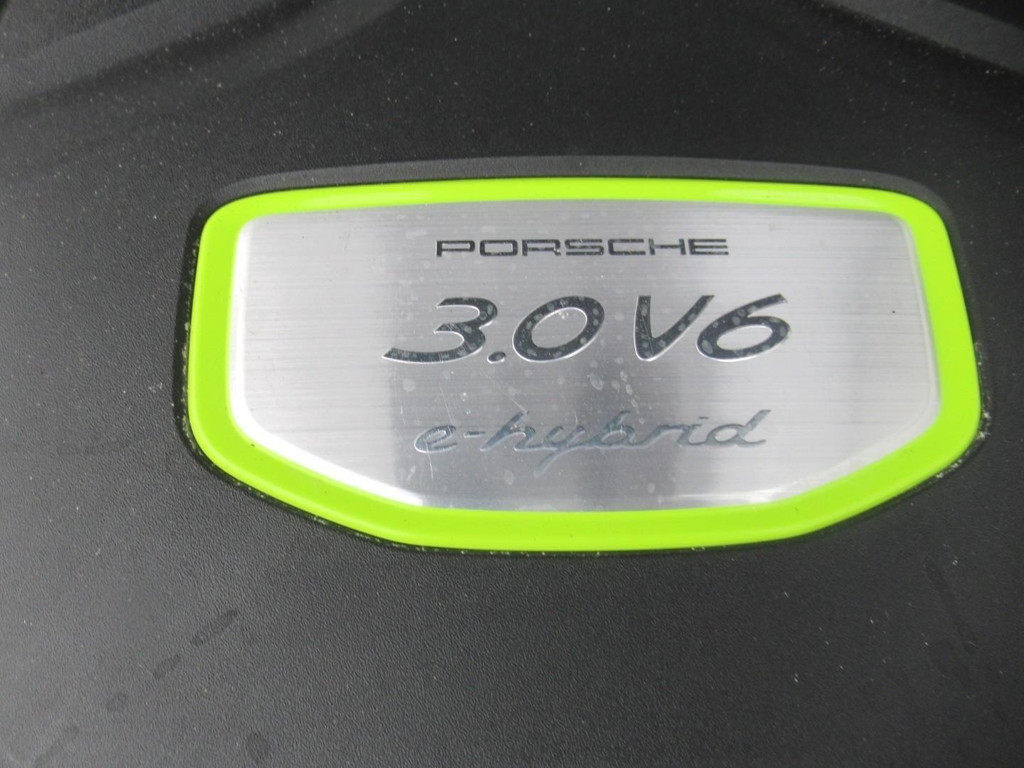 PORSCHE
3.0 V6
e-hybrid